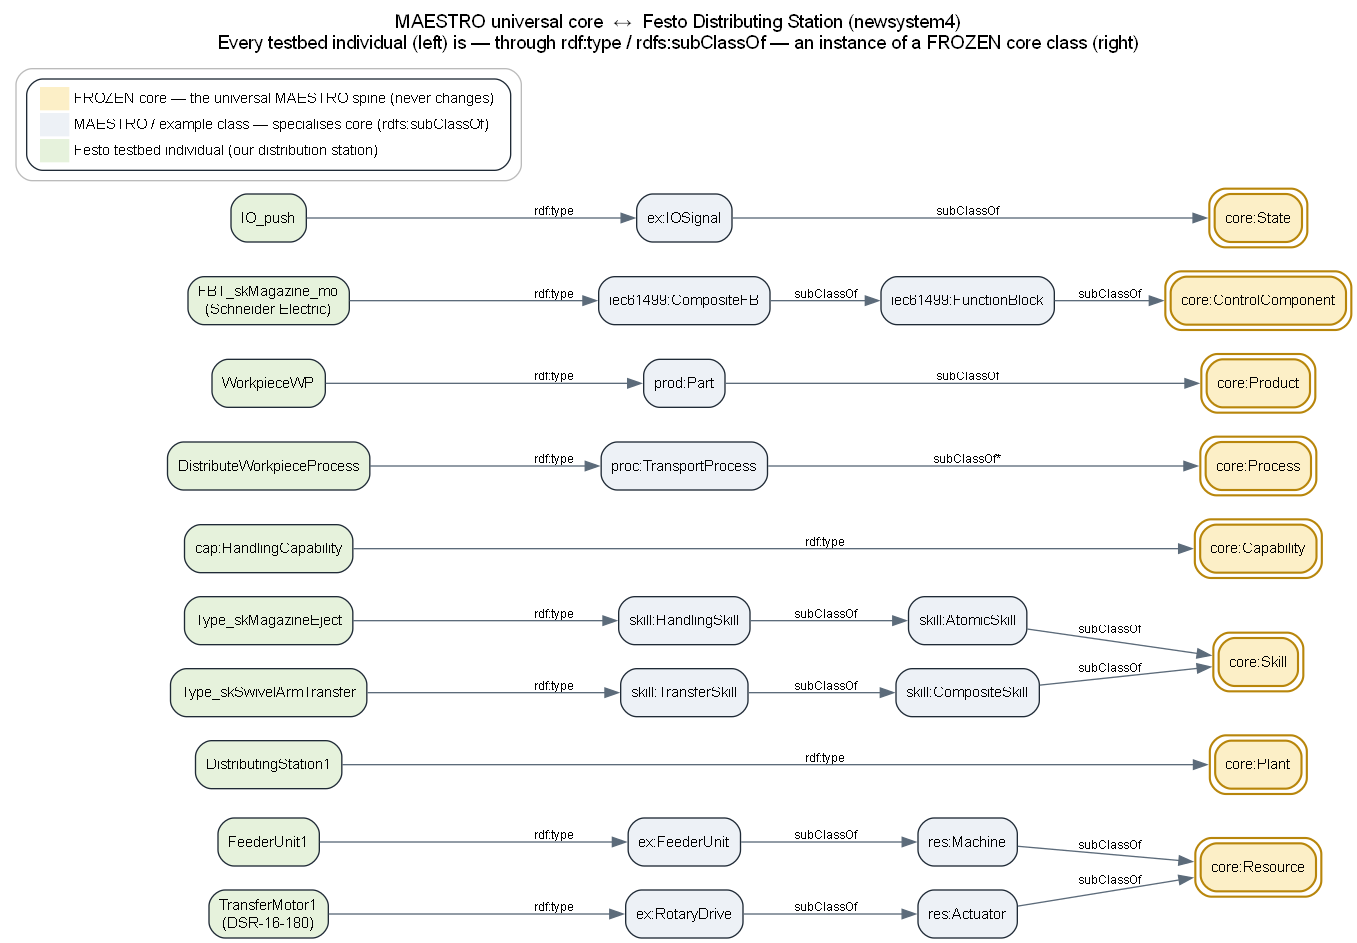 MAESTRO universal core ↔ Festo Distributing Station (newsystem4)
Every testbed individual (left) is — through rdf:type / rdfs:subClassOf — an instance of a FROZEN core class (right)
FROZEN core — the universal MAESTRO spine (never changes)
MAESTRO / example class — specialises core (rdfs:subClassOf)
Festo testbed individual (our distribution station)
IO_push rdf:type ex:IOSignal subClassOf core:State
FBT_skMagazine_mo
(Schneider Electric)
rdf:type iec61499:CompositeFB subClassOf iec61499:FunctionBlock subClassOf core:ControlComponent
WorkpieceWP rdf:type prod:Part subClassOf core:Product
DistributeWorkpieceProcess rdf:type proc:TransportProcess subClassOf* core:Process
cap:HandlingCapability rdf:type core:Capability
Type_skMagazineEject rdf:type skill:HandlingSkill subClassOf skill:AtomicSkill subClassOf
core:Skill
Type_skSwivelArmTransfer rdf:type skill:TransferSkill subClassOf skill:CompositeSkill subClassOf
DistributingStation1 rdf:type core:Plant
FeederUnit1 rdf:type ex:FeederUnit subClassOf res:Machine subClassOf
core:Resource
TransferMotor1
(DSR-16-180)
rdf:type ex:RotaryDrive subClassOf res:Actuator subClassOf